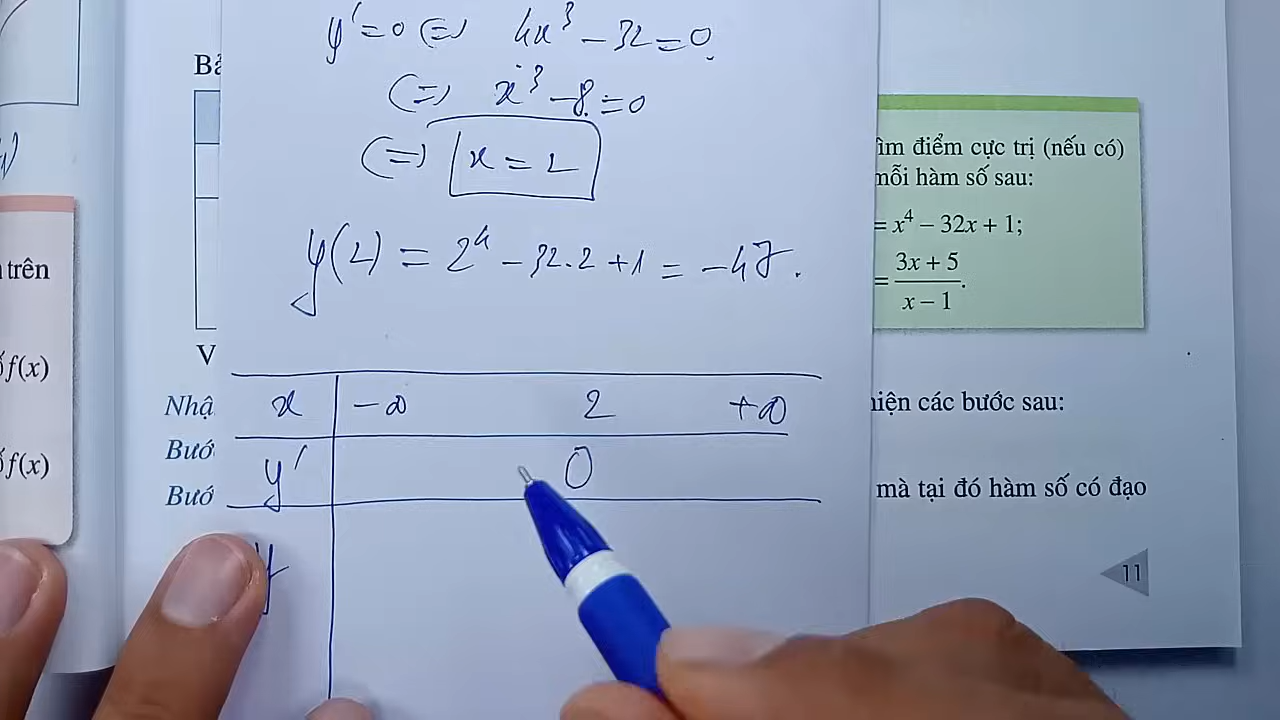 y' = 0 (=) 4x³ - 32 = 0.
(=) x³ - 8 = 0
(=) x = 2
y(2) = 2⁴ - 32.2 + 1 = -47.
x -∞ 2 +∞
y' 0
y
Bả
V
Nhậ
Bướ
Bướ
trên
f(x)
f(x)
ìm điểm cực trị (nếu có)
mỗi hàm số sau:
= x⁴ − 32x + 1;
= (3x + 5)/(x − 1).
hiện các bước sau:
mà tại đó hàm số có đạo
11